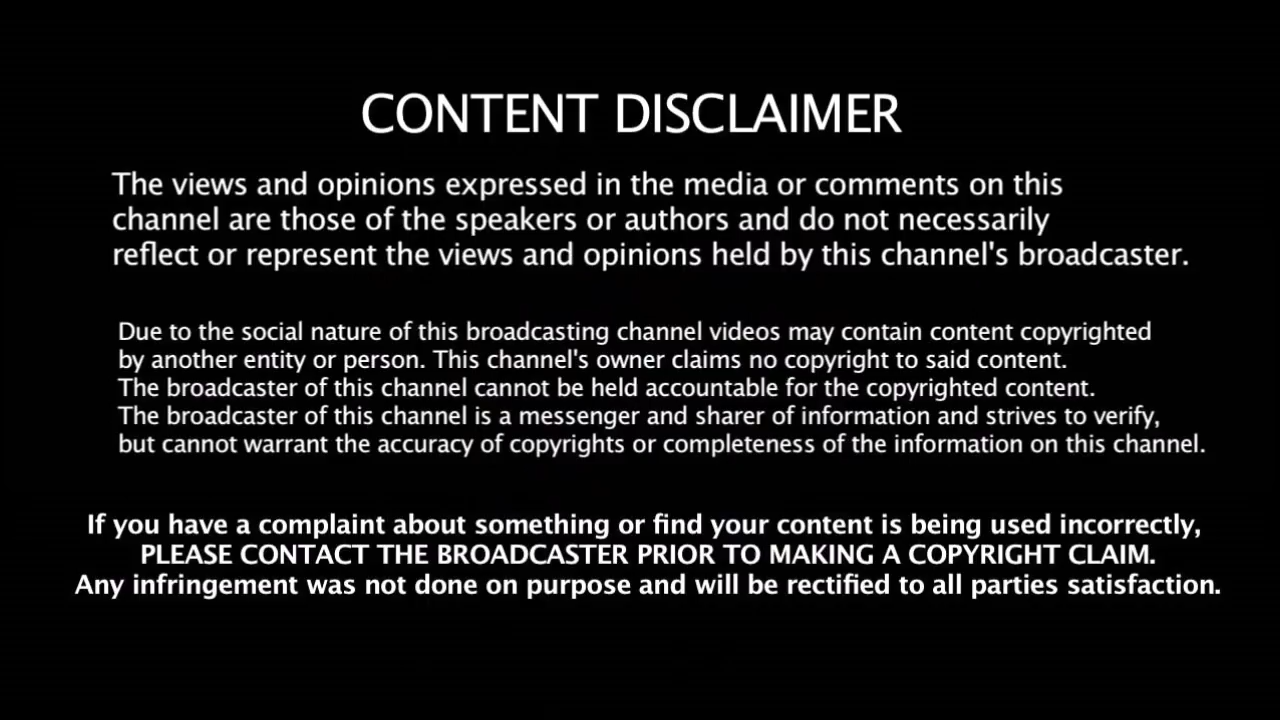 CONTENT DISCLAIMER
The views and opinions expressed in the media or comments on this
channel are those of the speakers or authors and do not necessarily
reflect or represent the views and opinions held by this channel's broadcaster.
Due to the social nature of this broadcasting channel videos may contain content copyrighted
by another entity or person. This channel's owner claims no copyright to said content.
The broadcaster of this channel cannot be held accountable for the copyrighted content.
The broadcaster of this channel is a messenger and sharer of information and strives to verify,
but cannot warrant the accuracy of copyrights or completeness of the information on this channel.
If you have a complaint about something or find your content is being used incorrectly,
PLEASE CONTACT THE BROADCASTER PRIOR TO MAKING A COPYRIGHT CLAIM.
Any infringement was not done on purpose and will be rectified to all parties satisfaction.